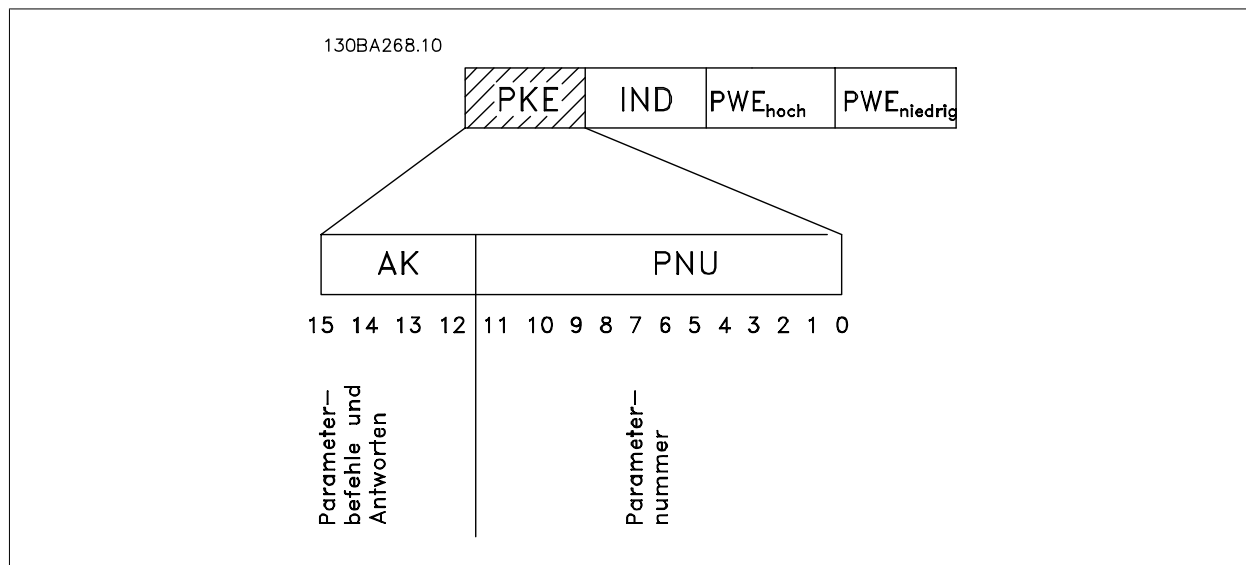 130BA268.10
PKE IND PWEhoch PWEniedrig
AK PNU
15 14 13 12 11 10 9 8 7 6 5 4 3 2 1 0
Parameter-
befehle und
Antworten
Parameter-
nummer